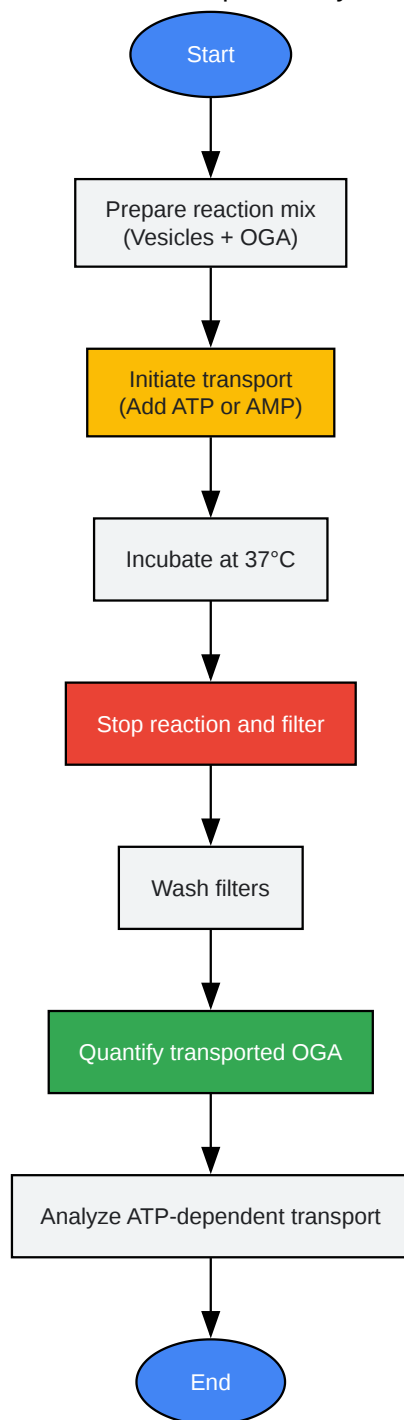 Start
Prepare reaction mix
(Vesicles + OGA)
Initiate transport
(Add ATP or AMP)
Incubate at 37°C
Stop reaction and filter
Wash filters
Quantify transported OGA
Analyze ATP-dependent transport
End